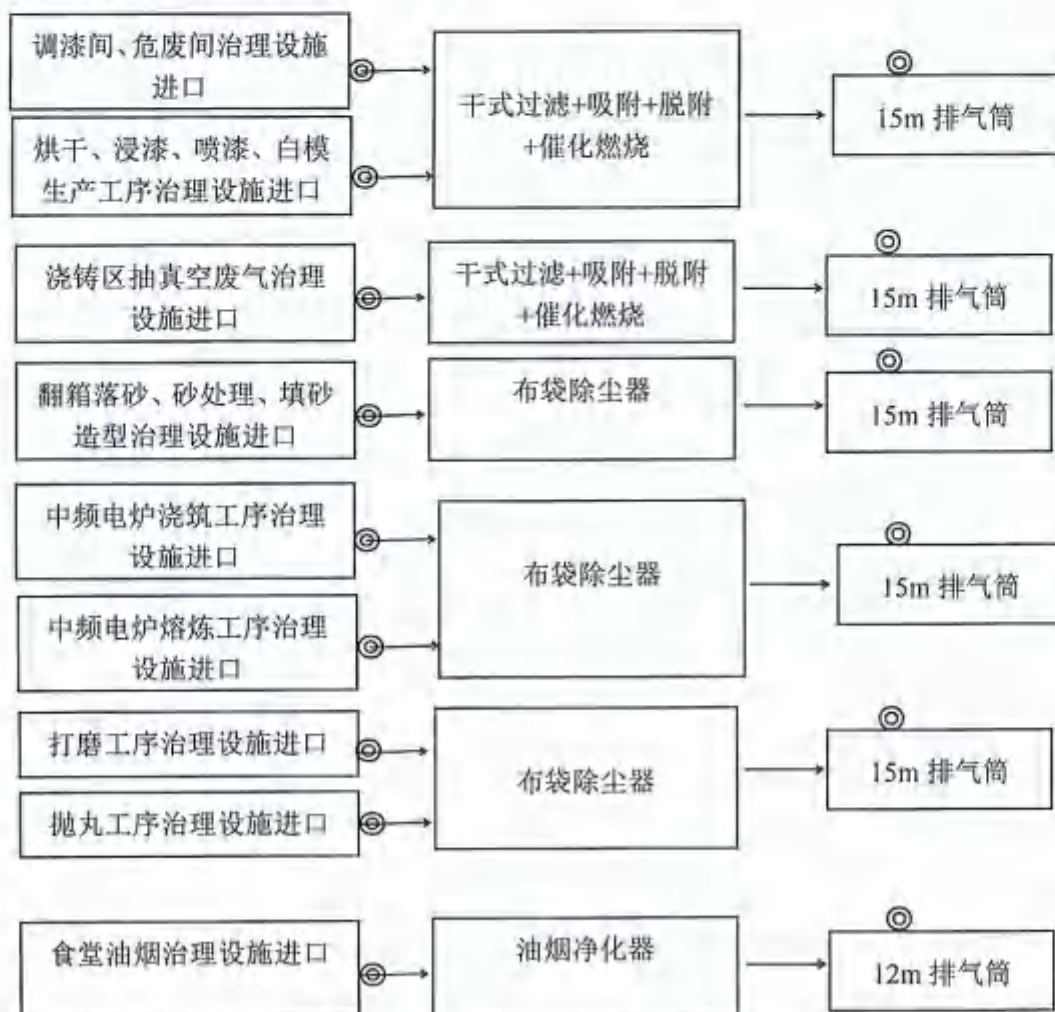 调漆间、危废间治理设施
进口
烘干、浸漆、喷漆、白模
生产工序治理设施进口
干式过滤+吸附+脱附
+催化燃烧
15m 排气筒
浇铸区抽真空废气治理
设施进口
干式过滤+吸附+脱附
+催化燃烧
15m 排气筒
翻箱落砂、砂处理、填砂
造型治理设施进口
布袋除尘器
15m 排气筒
中频电炉浇筑工序治理
设施进口
中频电炉熔炼工序治理
设施进口
布袋除尘器
15m 排气筒
打磨工序治理设施进口
抛丸工序治理设施进口
布袋除尘器
15m 排气筒
食堂油烟治理设施进口
油烟净化器
12m 排气筒